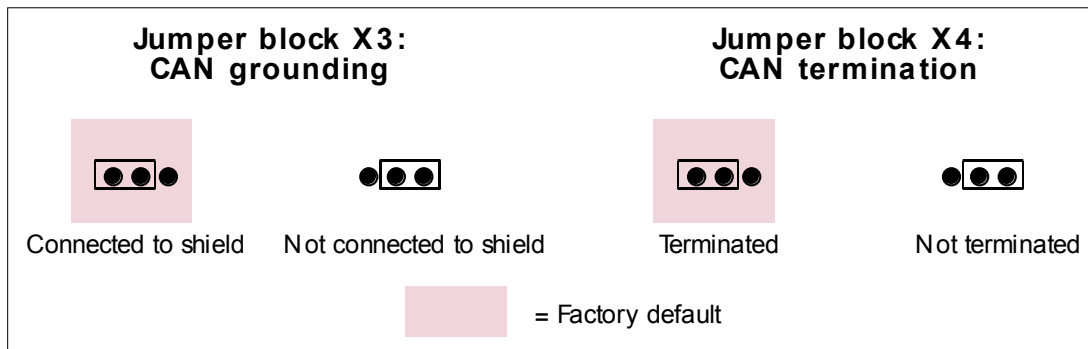 Jumper block X3:
CAN grounding
Jumper block X4:
CAN termination
Connected to shield
Not connected to shield
Terminated
Not terminated
= Factory default